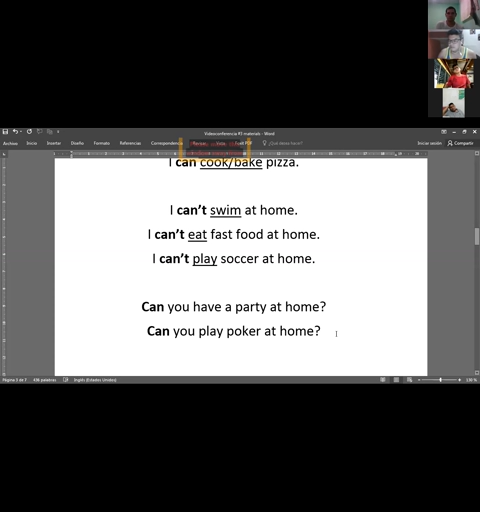 Videoconferencia #3 materials - Word
Archivo Inicio Insertar Diseño Formato Referencias Correspondencia Revisar Vista ¿Qué desea hacer? Iniciar sesión Compartir
I can cook/bake pizza.
I can't swim at home.
I can't eat fast food at home.
I can't play soccer at home.
Can you have a party at home?
Can you play poker at home?
Página 5 de 7 436 palabras Inglés (Estados Unidos) 130 %